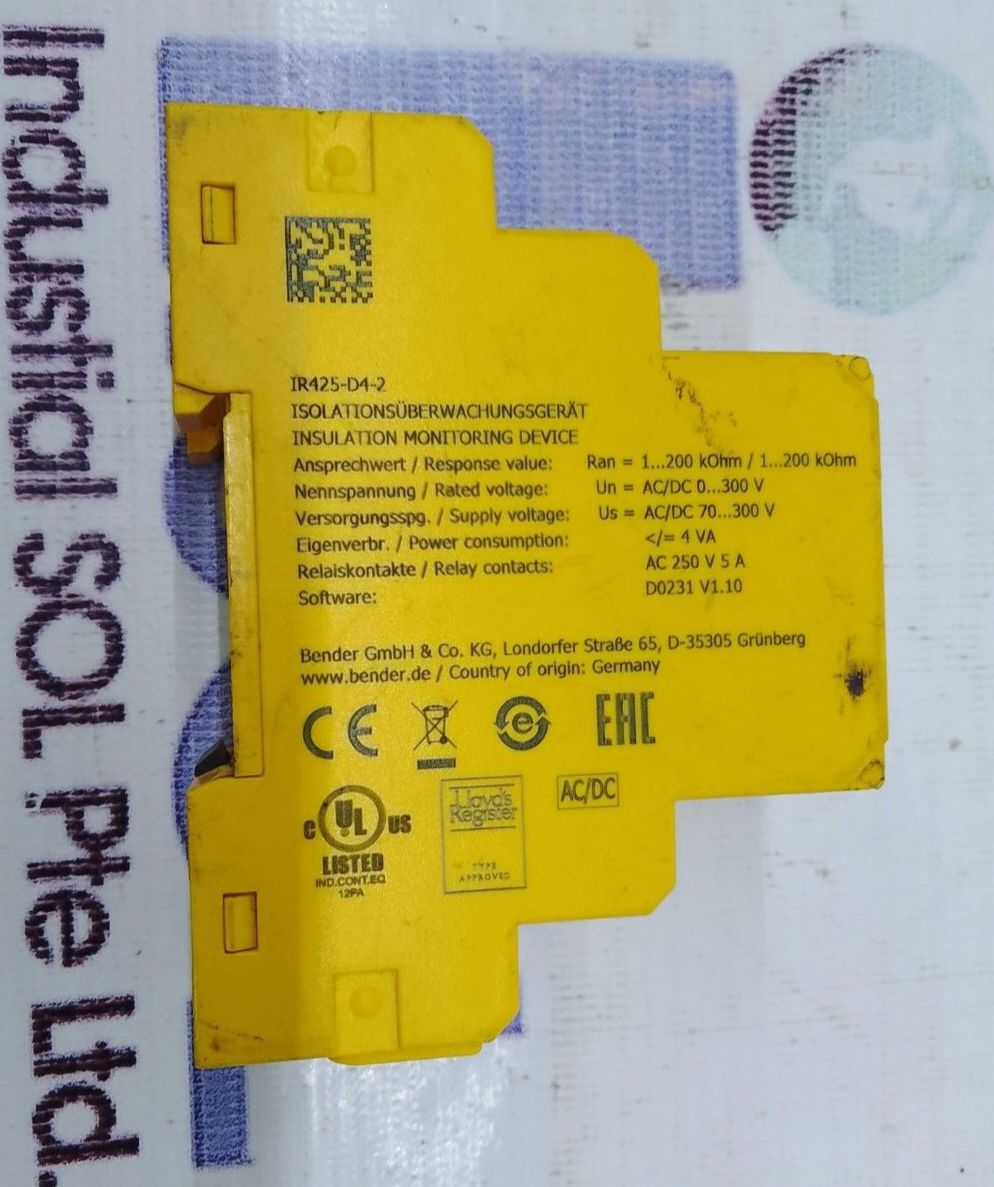 Industial SOL Pte Ltd.
IR425-D4-2
ISOLATIONSÜBERWACHUNGSGERÄT
INSULATION MONITORING DEVICE
Ansprechwert / Response value: Ran = 1...200 kOhm / 1...200 kOhm
Nennspannung / Rated voltage: Un = AC/DC 0...300 V
Versorgungsspg. / Supply voltage: Us = AC/DC 70...300 V
Eigenverbr. / Power consumption: </= 4 VA
Relaiskontakte / Relay contacts: AC 250 V 5 A
Software: D0231 V1.10
Bender GmbH & Co. KG, Londorfer Straße 65, D-35305 Grünberg
www.bender.de / Country of origin: Germany
CE e EAC
C UL US
LISTED
IND.CONT.EQ
12PA
Lloyd's
Register
TYPE
APPROVED
AC/DC